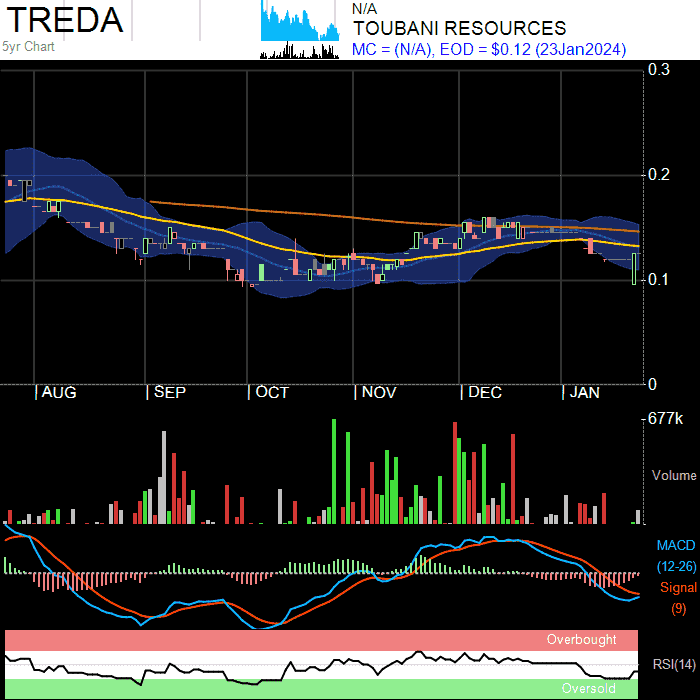 TREDA
5yr Chart
N/A
TOUBANI RESOURCES
MC = (N/A), EOD = $0.12 (23Jan2024)
0.3
0.2
0.1
0
| AUG | SEP | OCT | NOV | DEC | JAN
677k
Volume
MACD
(12-26)
Signal
(9)
Overbought
RSI(14)
Oversold